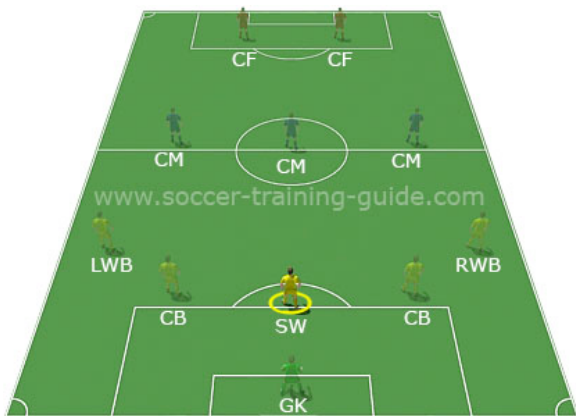 CF CF
CM CM CM
www.soccer-training-guide.com
LWB RWB
CB SW CB
GK